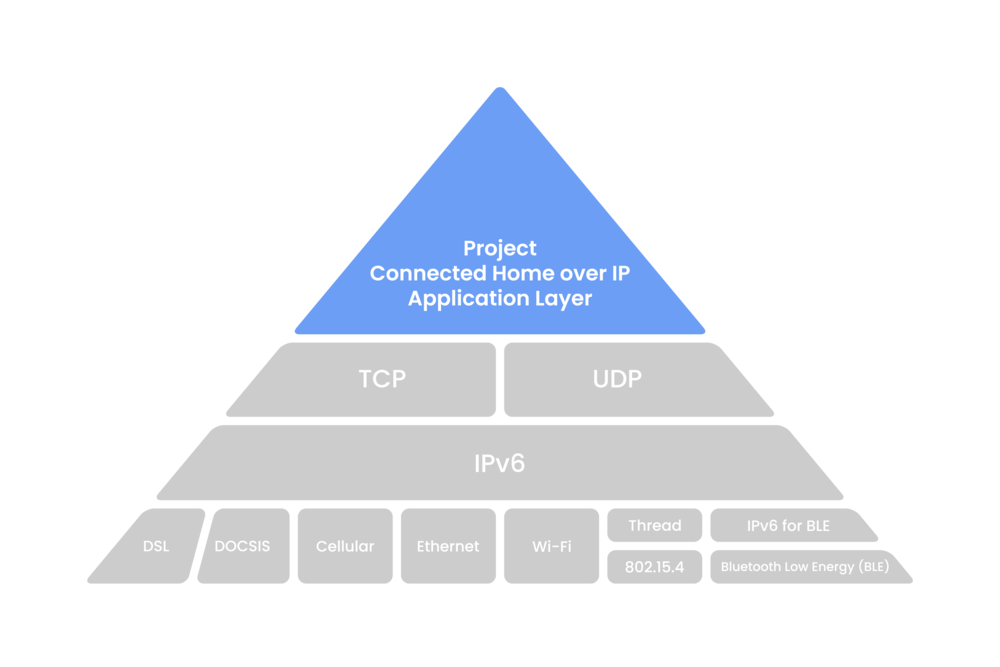 Project
Connected Home over IP
Application Layer
TCP
UDP
IPv6
DSL
DOCSIS
Cellular
Ethernet
Wi-Fi
Thread
802.15.4
IPv6 for BLE
Bluetooth Low Energy (BLE)